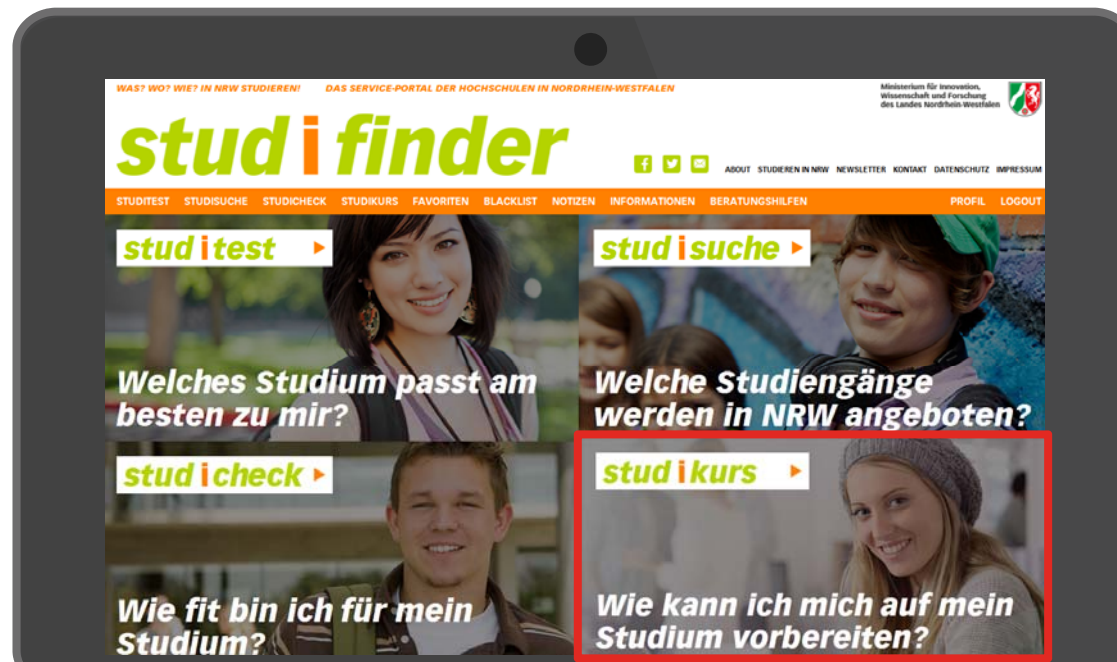 WAS? WO? WIE? IN NRW STUDIEREN! DAS SERVICE-PORTAL DER HOCHSCHULEN IN NORDRHEIN-WESTFALEN
Ministerium für Innovation,
Wissenschaft und Forschung
des Landes Nordrhein-Westfalen
studifinder
ABOUT STUDIEREN IN NRW NEWSLETTER KONTAKT DATENSCHUTZ IMPRESSUM
STUDITEST STUDISUCHE STUDICHECK STUDIKURS FAVORITEN BLACKLIST NOTIZEN INFORMATIONEN BERATUNGSHILFEN PROFIL LOGOUT
studitest
Welches Studium passt am
besten zu mir?
studisuche
Welche Studiengänge
werden in NRW angeboten?
studicheck
Wie fit bin ich für mein
Studium?
studikurs
Wie kann ich mich auf mein
Studium vorbereiten?